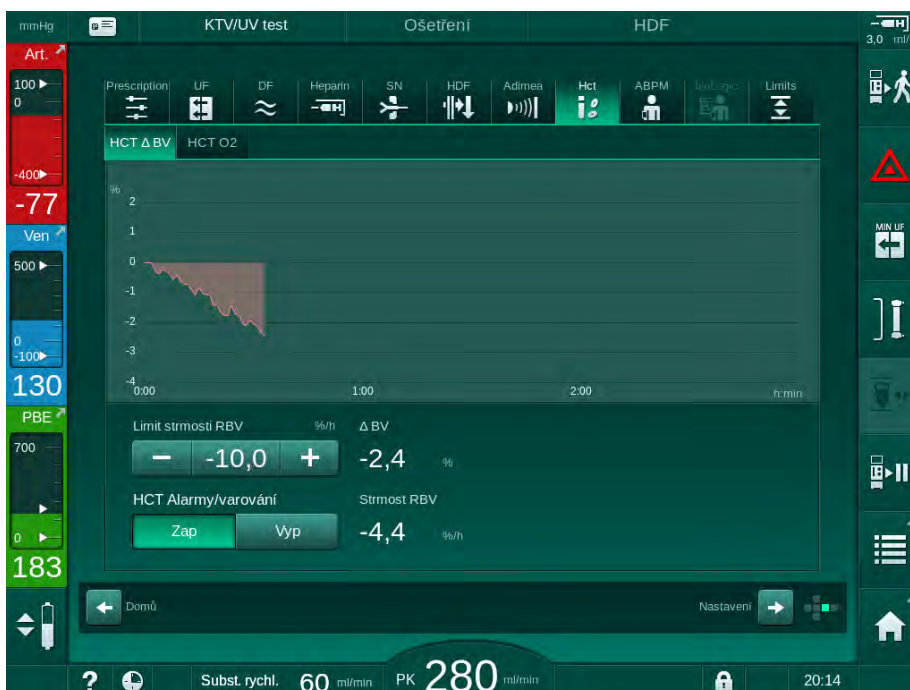 mmHg KTV/UV test Ošetření HDF
3,0 ml/
Art.
100
0
-400
-77
Ven
500
0
-100
130
PBE
700
0
183
Prescription UF DF Heparin SN HDF Adimea Hct ABPM bioLogic Limits
HCT Δ BV HCT O2
%
2
1
0
-1
-2
-3
-4
0:00 1:00 2:00 h:min
Limit strmosti RBV %/h Δ BV
− -10,0 + -2,4 %
HCT Alarmy/varování Strmost RBV
Zap Vyp -4,4 %/h
MIN UF
Domů Nastavení
? Subst. rychl. 60 ml/min PK 280 ml/min 20:14